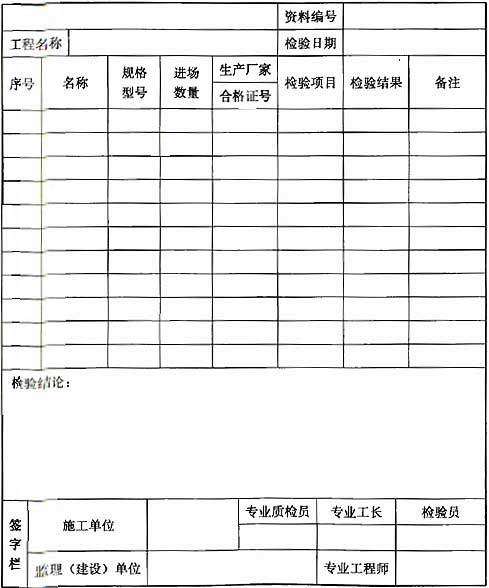 资料编号
工程名称 检验日期
序号 名称 规格型号 进场数量 生产厂家 合格证号 检验项目 检验结果 备注
检验结论：
签字栏 施工单位 专业质检员 专业工长 检验员
监理（建设）单位 专业工程师